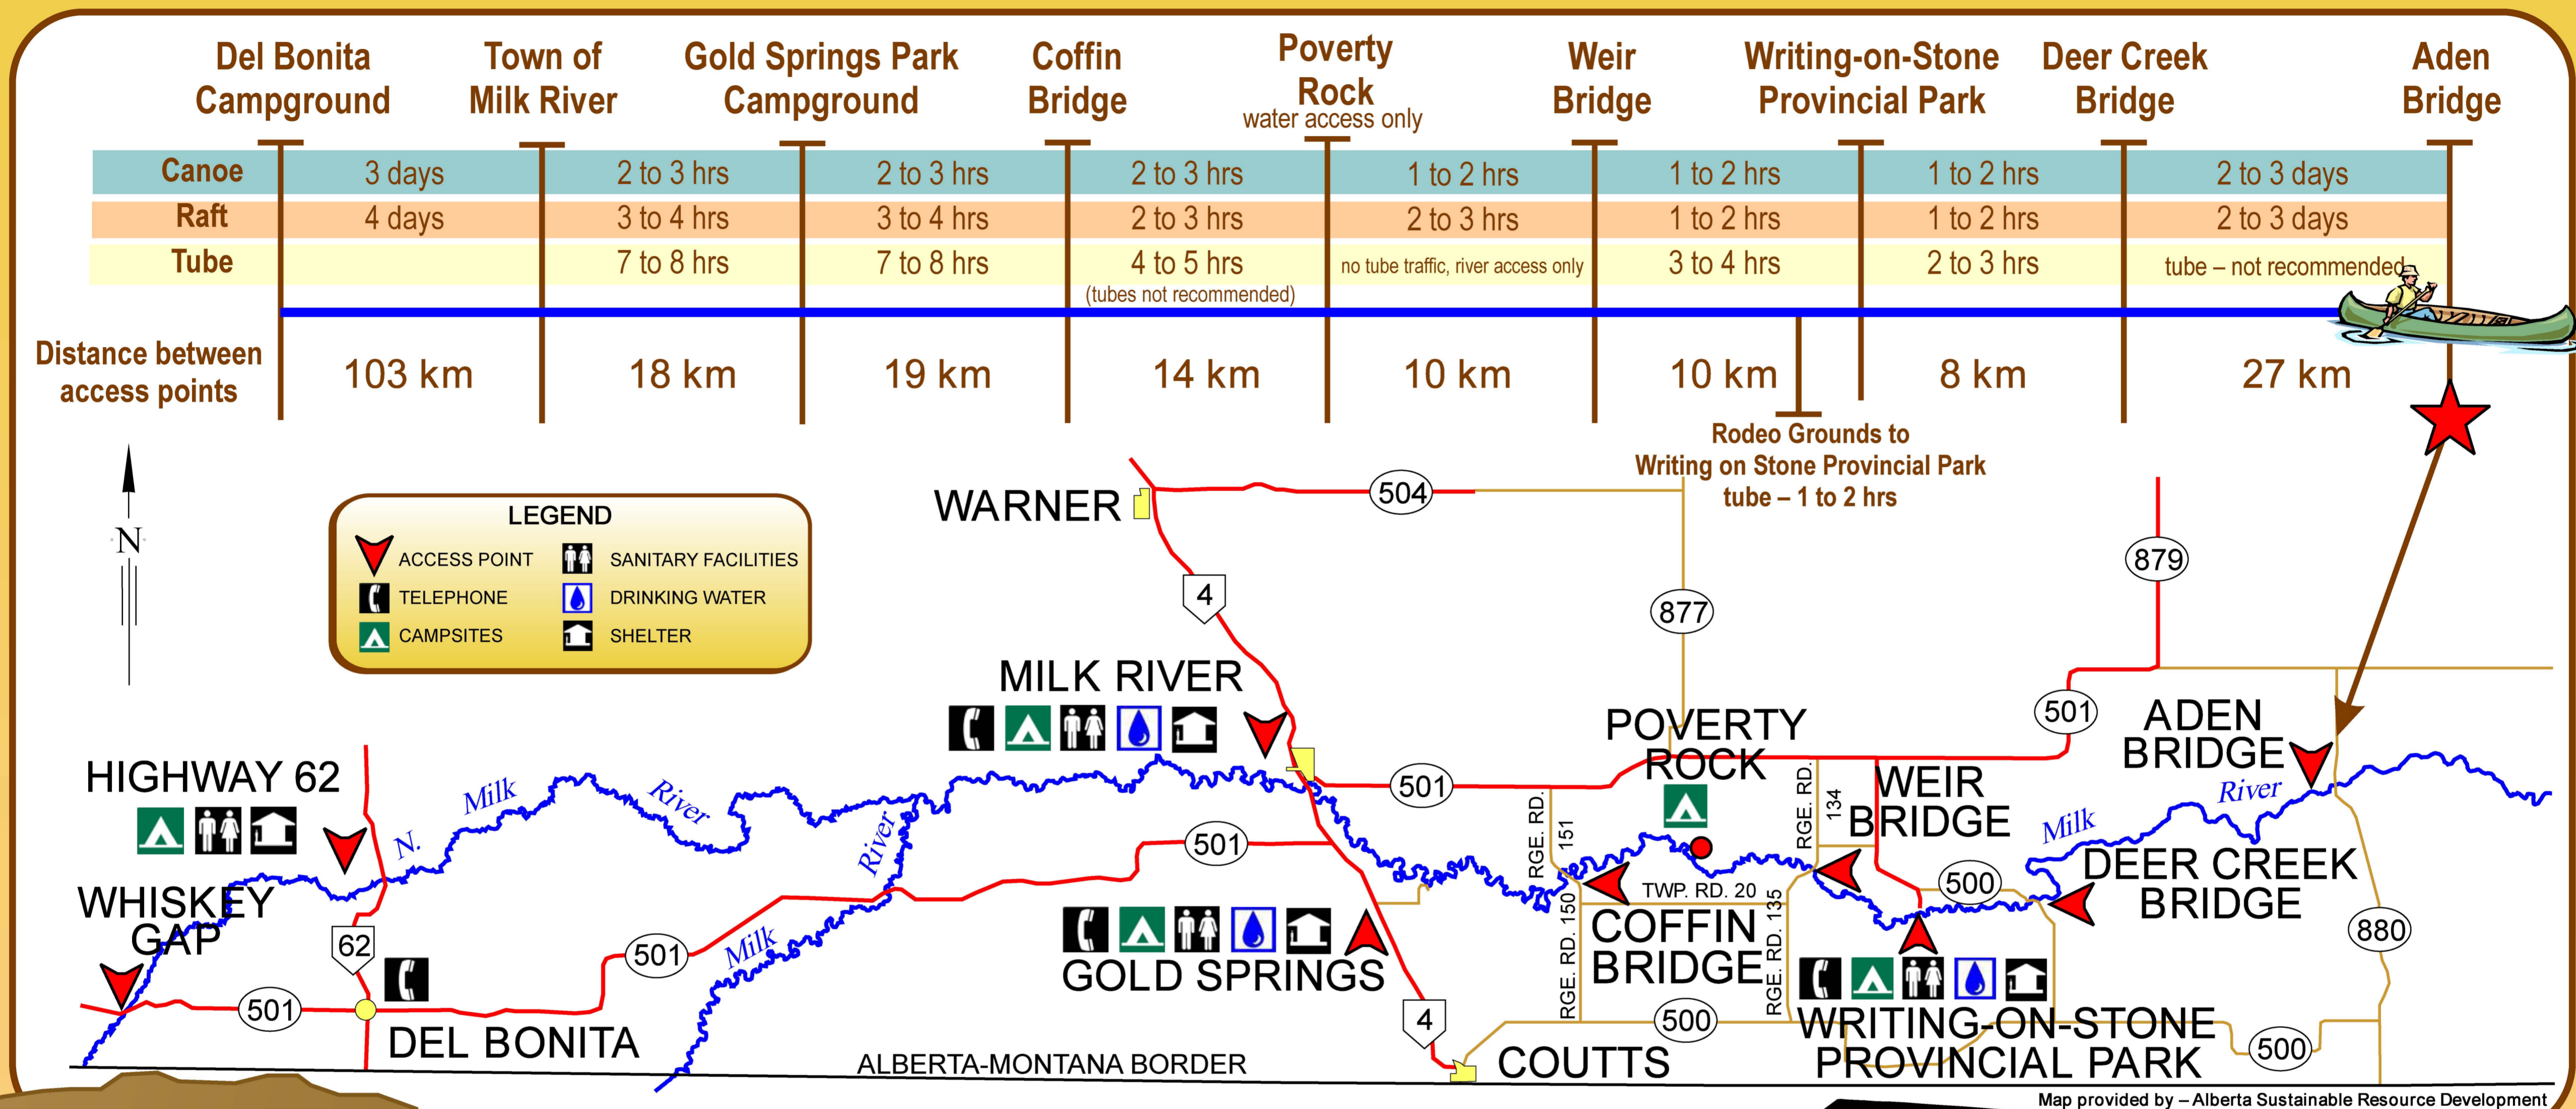 Del Bonita
Campground
Town of
Milk River
Gold Springs Park
Campground
Coffin
Bridge
Poverty
Rock
water access only
Weir
Bridge
Writing-on-Stone
Provincial Park
Deer Creek
Bridge
Aden
Bridge
Canoe 3 days 2 to 3 hrs 2 to 3 hrs 2 to 3 hrs 1 to 2 hrs 1 to 2 hrs 1 to 2 hrs 2 to 3 days
Raft 4 days 3 to 4 hrs 3 to 4 hrs 2 to 3 hrs 2 to 3 hrs 1 to 2 hrs 1 to 2 hrs 2 to 3 days
Tube 7 to 8 hrs 7 to 8 hrs 4 to 5 hrs no tube traffic, river access only 3 to 4 hrs 2 to 3 hrs tube – not recommended
(tubes not recommended)
Distance between
access points
103 km 18 km 19 km 14 km 10 km 10 km 8 km 27 km
Rodeo Grounds to
Writing on Stone Provincial Park
tube – 1 to 2 hrs
N
LEGEND
ACCESS POINT
SANITARY FACILITIES
TELEPHONE
DRINKING WATER
CAMPSITES
SHELTER
WARNER
504
4
877
879
MILK RIVER
501
POVERTY
ROCK
501
ADEN
BRIDGE
HIGHWAY 62
N.
Milk
River
River
Milk
501
RGE. RD.
151
RGE. RD.
134
WEIR
BRIDGE
Milk
River
WHISKEY
GAP
62
501
501
DEL BONITA
GOLD SPRINGS
4
TWP. RD. 20
RGE. RD. 150
COFFIN
BRIDGE
RGE. RD. 135
500
DEER CREEK
BRIDGE
880
500
WRITING-ON-STONE
PROVINCIAL PARK
500
COUTTS
ALBERTA-MONTANA BORDER
Map provided by – Alberta Sustainable Resource Development